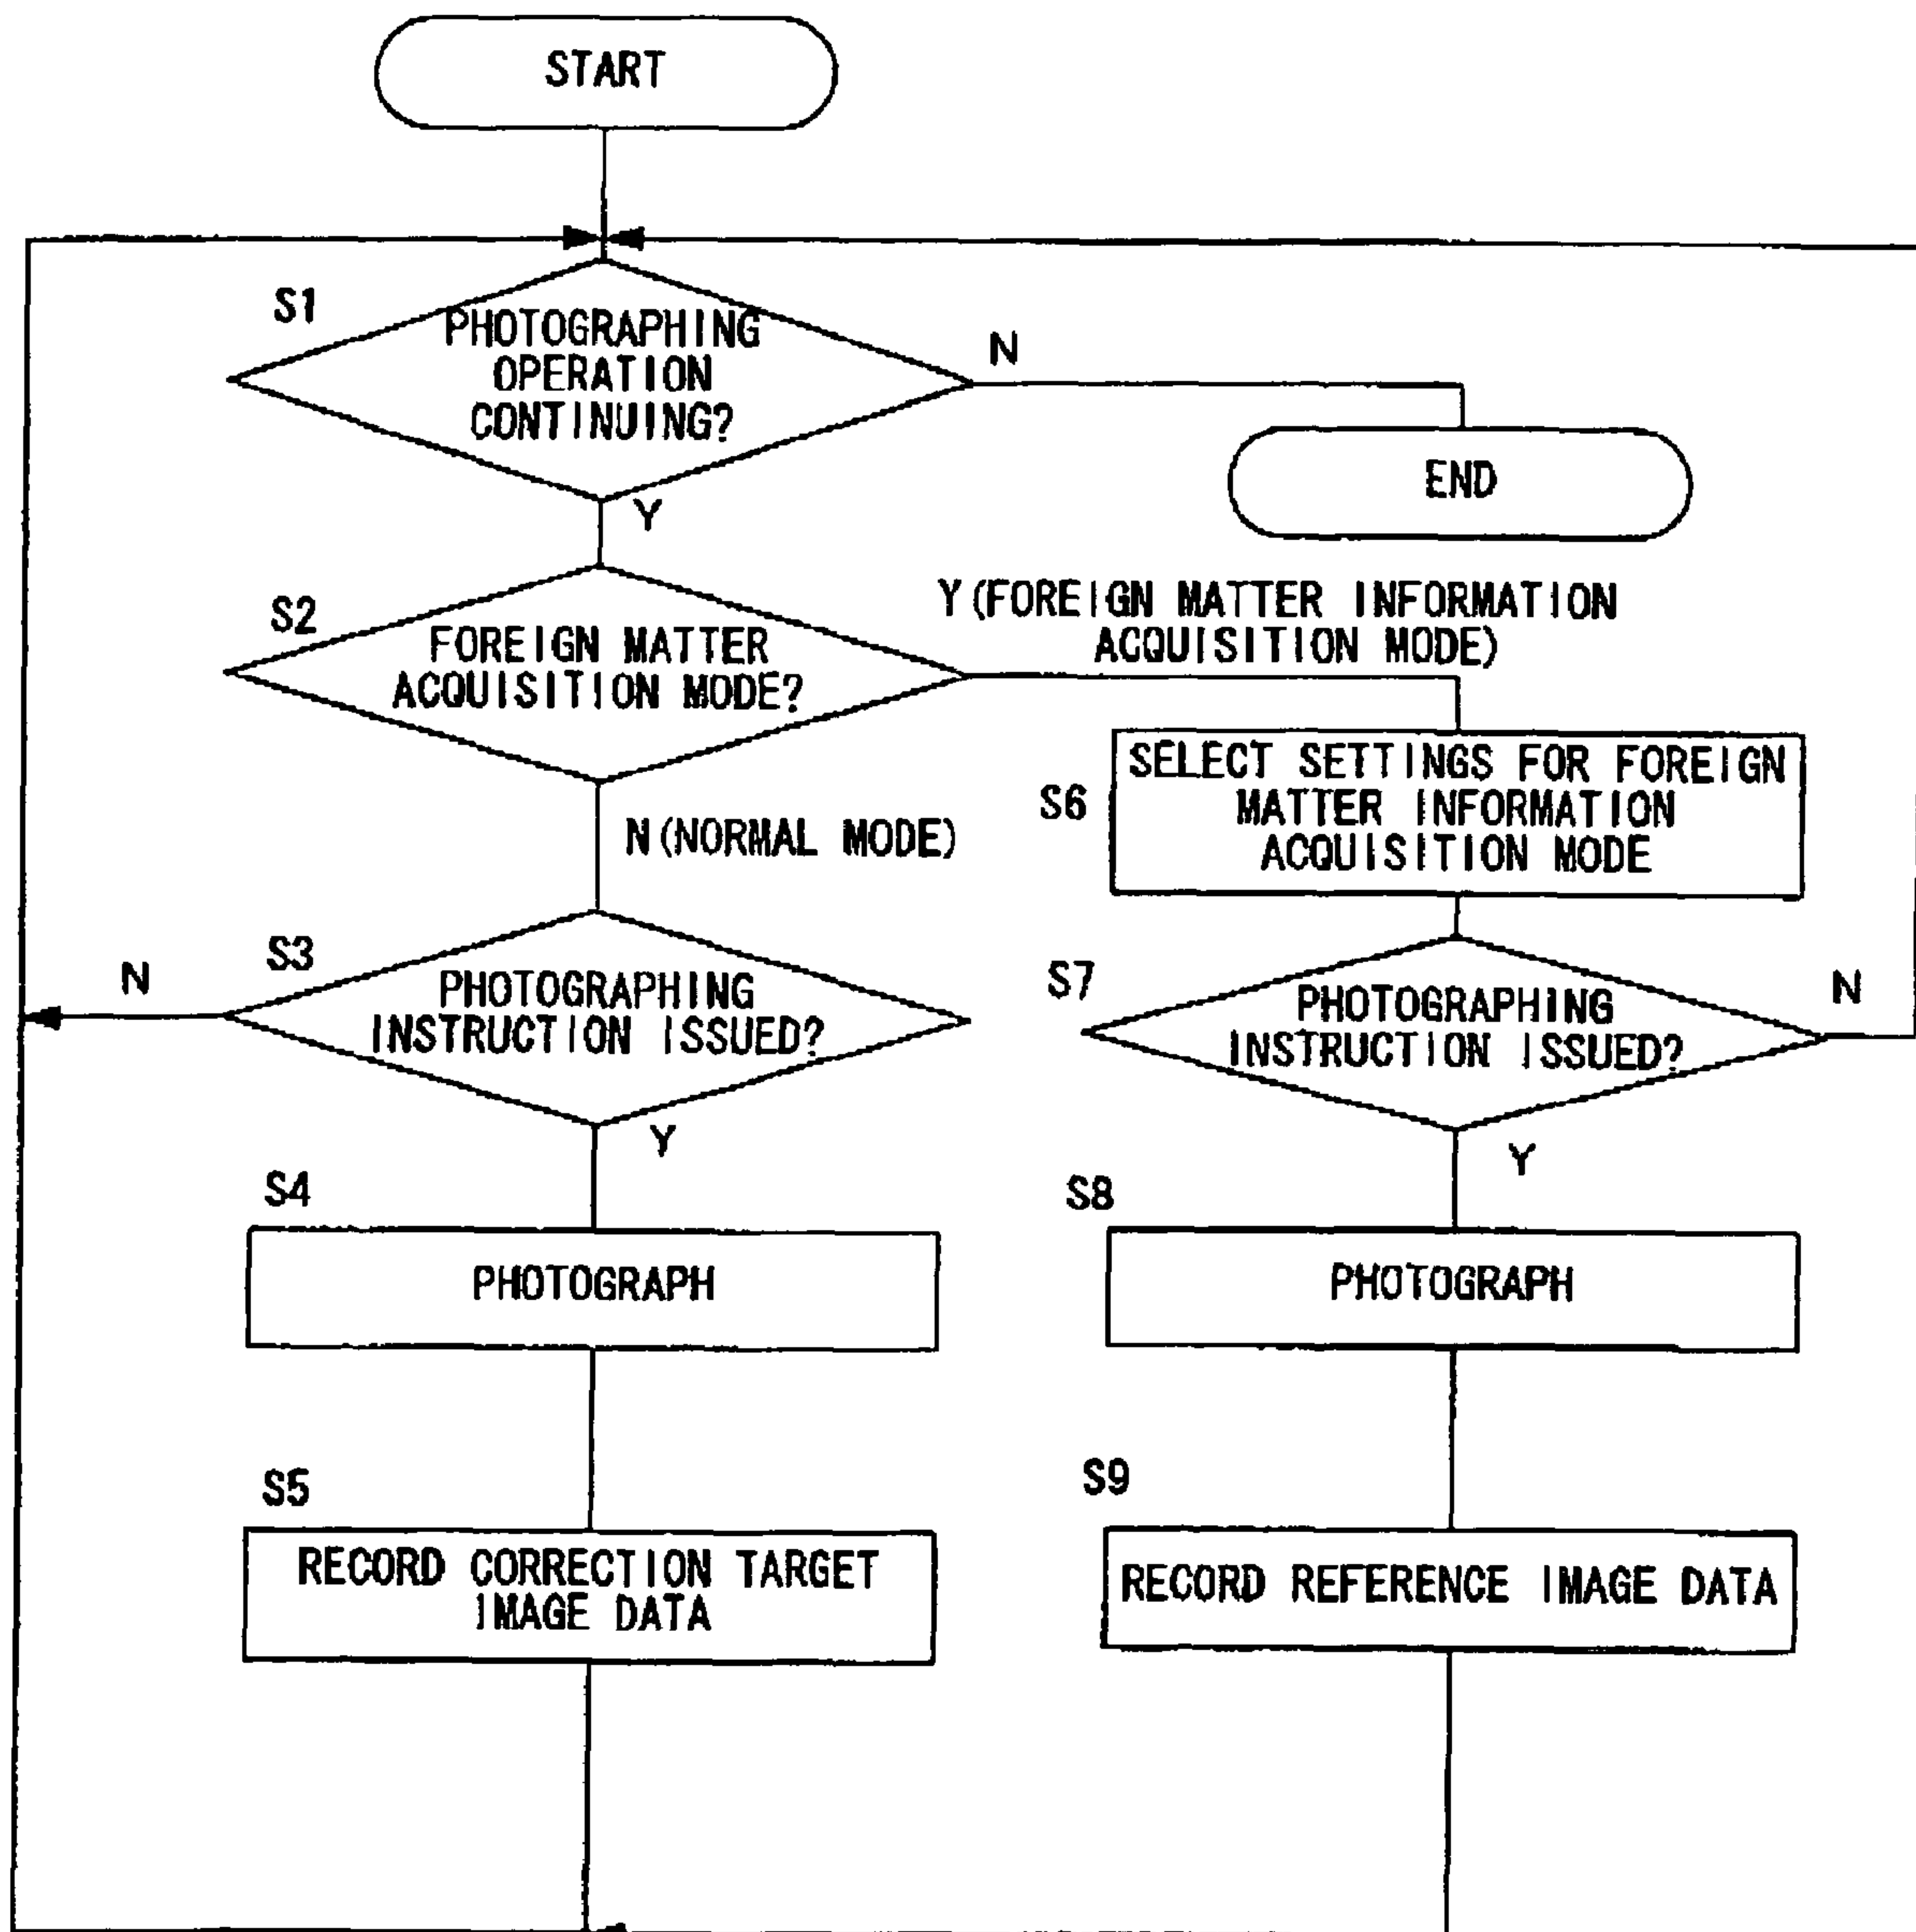 START
S1
PHOTOGRAPHING
OPERATION
CONTINUING?
N
Y
END
S2
FOREIGN MATTER
ACQUISITION MODE?
Y(FOREIGN MATTER INFORMATION
ACQUISITION MODE)
N(NORMAL MODE)
S6
SELECT SETTINGS FOR FOREIGN
MATTER INFORMATION
ACQUISITION MODE
S3
N
PHOTOGRAPHING
INSTRUCTION ISSUED?
Y
S7
PHOTOGRAPHING
INSTRUCTION ISSUED?
N
Y
S4
PHOTOGRAPH
S8
PHOTOGRAPH
S5
RECORD CORRECTION TARGET
IMAGE DATA
S9
RECORD REFERENCE IMAGE DATA